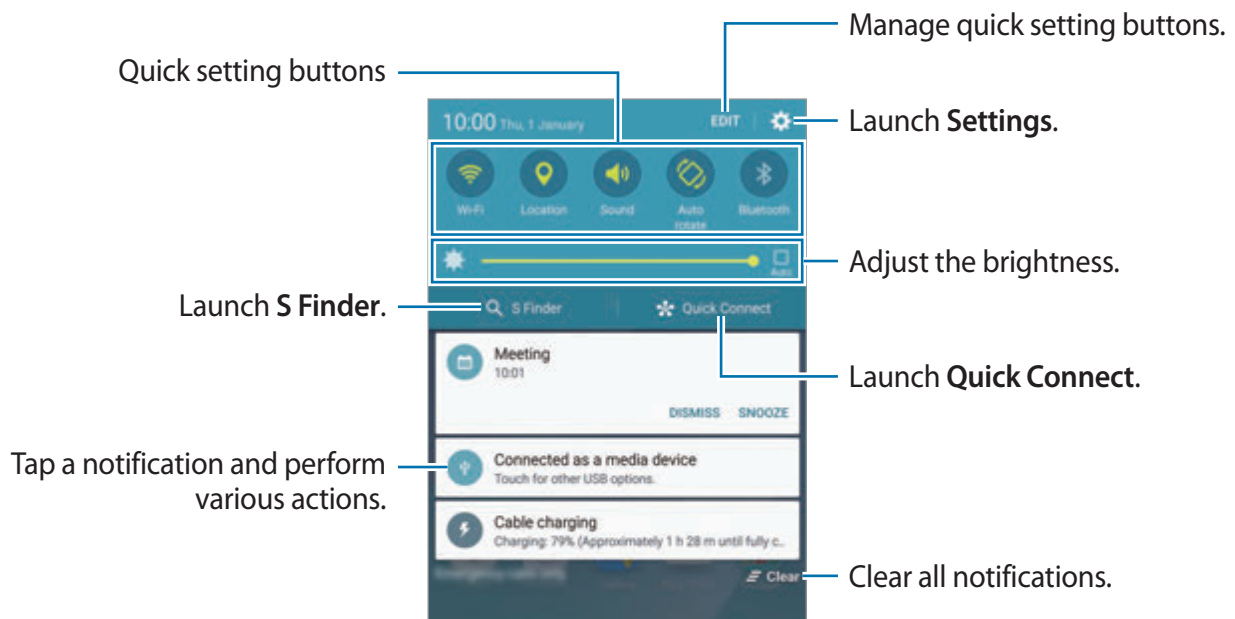 Manage quick setting buttons.
Quick setting buttons
10:00 Thu, 1 January
EDIT
Launch Settings.
Wi-Fi
Location
Sound
Auto
rotate
Bluetooth
Auto
Adjust the brightness.
Launch S Finder.
S Finder
Quick Connect
Meeting
10:01
Launch Quick Connect.
DISMISS SNOOZE
Tap a notification and perform
various actions.
Connected as a media device
Touch for other USB options.
Cable charging
Charging: 79% (Approximately 1 h 28 m until fully c..
Emergency calls only
Clear
Clear all notifications.